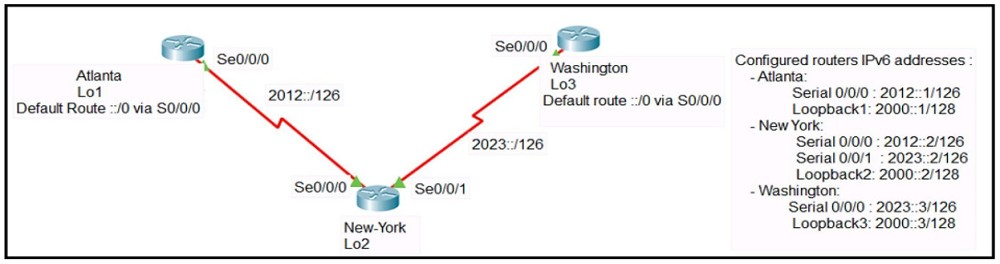 Se0/0/0
Atlanta
Lo1
Default Route ::/0 via S0/0/0
2012::/126
Se0/0/0
Washington
Lo3
Default route ::/0 via S0/0/0
2023::/126
Se0/0/0
Se0/0/1
New-York
Lo2
Configured routers IPv6 addresses :
- Atlanta:
Serial 0/0/0 : 2012::1/126
Loopback1: 2000::1/128
- New York:
Serial 0/0/0 : 2012::2/126
Serial 0/0/1 : 2023::2/126
Loopback2: 2000::2/128
- Washington:
Serial 0/0/0 : 2023::3/126
Loopback3: 2000::3/128